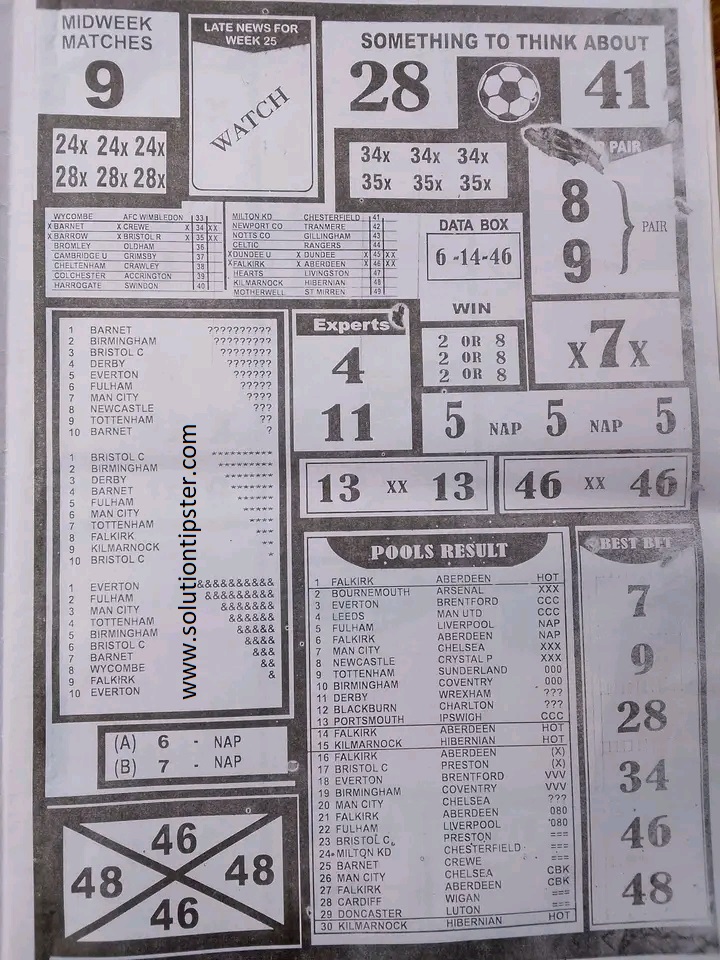 MIDWEEK
MATCHES
9
LATE NEWS FOR
WEEK 25
WATCH
SOMETHING TO THINK ABOUT
28 41
24x 24x 24x
28x 28x 28x
34x 34x 34x
35x 35x 35x
PAIR
8
9
PAIR
WYCOMBE AFC WIMBLEDON 33
X BARNET X CREWE X 34 XX
X BARROW X BRISTOL R X 35 XX
BROMLEY OLDHAM 36
CAMBRIDGE U GRIMSBY 37
CHELTENHAM CRAWLEY 38
COLCHESTER ACCRINGTON 39
HARROGATE SWINDON 40
MILTON KD CHESTERFIELD 41
NEWPORT CO TRANMERE 42
NOTTS CO GILLINGHAM 43
CELTIC RANGERS 44
X DUNDEE U X DUNDEE X 45 XX
X FALKIRK X ABERDEEN X 46 XX
HEARTS LIVINGSTON 47
KILMARNOCK HIBERNIAN 48
MOTHERWELL ST MIRREN 49
DATA BOX
6-14-46
WIN
2 OR 8
2 OR 8
2 OR 8
X7X
Experts
4
11
5 NAP 5 NAP 5
13 XX 13
46 XX 46
1 BARNET ??????????
2 BIRMINGHAM ?????????
3 BRISTOL C ????????
4 DERBY ???????
5 EVERTON ??????
6 FULHAM ?????
7 MAN CITY ????
8 NEWCASTLE ???
9 TOTTENHAM ??
10 BARNET ?
1 BRISTOL C **********
2 BIRMINGHAM *********
3 DERBY ********
4 BARNET *******
5 FULHAM ******
6 MAN CITY *****
7 TOTTENHAM ****
8 FALKIRK ***
9 KILMARNOCK **
10 BRISTOL C *
1 EVERTON &&&&&&&&&&
2 FULHAM &&&&&&&&&
3 MAN CITY &&&&&&&&
4 TOTTENHAM &&&&&&&
5 BIRMINGHAM &&&&&
6 BRISTOL C &&&&
7 BARNET &&&
8 WYCOMBE &&
9 FALKIRK &
10 EVERTON
www.solutiontipster.com
(A) 6 - NAP
(B) 7 - NAP
46
48 48
46
POOLS RESULT
1 FALKIRK ABERDEEN HOT
2 BOURNEMOUTH ARSENAL XXX
3 EVERTON BRENTFORD CCC
4 LEEDS MAN UTD CCC
5 FULHAM LIVERPOOL NAP
6 FALKIRK ABERDEEN NAP
7 MAN CITY CHELSEA XXX
8 NEWCASTLE CRYSTAL P XXX
9 TOTTENHAM SUNDERLAND 000
10 BIRMINGHAM COVENTRY 000
11 DERBY WREXHAM ???
12 BLACKBURN CHARLTON ???
13 PORTSMOUTH IPSWICH CCC
14 FALKIRK ABERDEEN HOT
15 KILMARNOCK HIBERNIAN HOT
16 FALKIRK ABERDEEN (X)
17 BRISTOL C PRESTON (X)
18 EVERTON BRENTFORD VVV
19 BIRMINGHAM COVENTRY VVV
20 MAN CITY CHELSEA ???
21 FALKIRK ABERDEEN 080
22 FULHAM LIVERPOOL '080
23 BRISTOL C PRESTON ===
24 MILTON KD CHESTERFIELD ===
25 BARNET CREWE ===
26 MAN CITY CHELSEA CBK
27 FALKIRK ABERDEEN CBK
28 CARDIFF WIGAN ===
29 DONCASTER LUTON ===
30 KILMARNOCK HIBERNIAN HOT
BEST BET
7
9
28
34
46
48